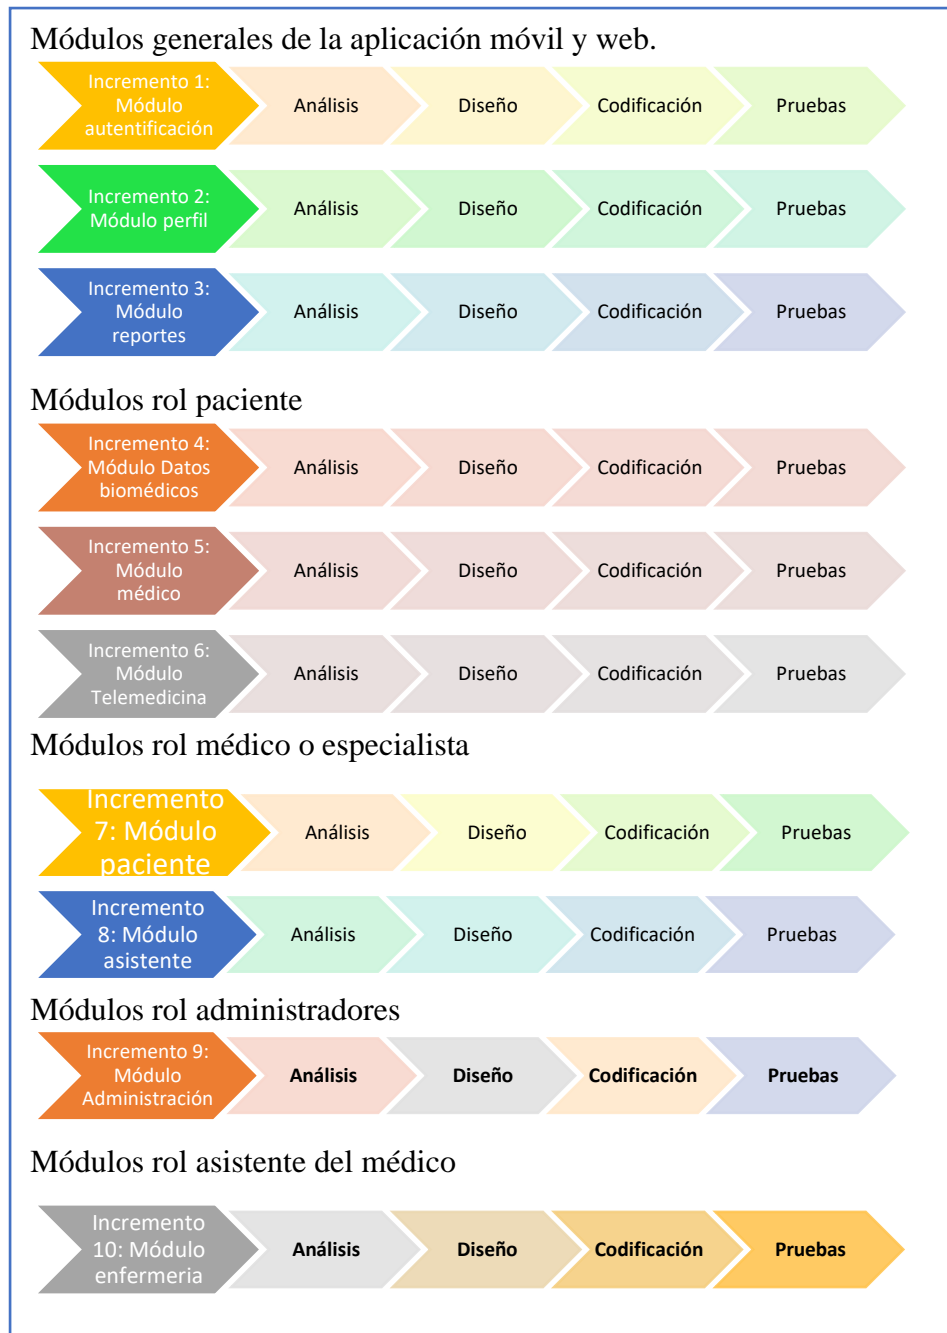 Módulos generales de la aplicación móvil y web.
Incremento 1:
Módulo
autentificación
Análisis
Diseño
Codificación
Pruebas
Incremento 2:
Módulo perfil
Análisis
Diseño
Codificación
Pruebas
Incremento 3:
Módulo
reportes
Análisis
Diseño
Codificación
Pruebas
Módulos rol paciente
Incremento 4:
Módulo Datos
biomédicos
Análisis
Diseño
Codificación
Pruebas
Incremento 5:
Módulo
médico
Análisis
Diseño
Codificación
Pruebas
Incremento 6:
Módulo
Telemedicina
Análisis
Diseño
Codificación
Pruebas
Módulos rol médico o especialista
Incremento
7: Módulo
paciente
Análisis
Diseño
Codificación
Pruebas
Incremento
8: Módulo
asistente
Análisis
Diseño
Codificación
Pruebas
Módulos rol administradores
Incremento 9:
Módulo
Administración
Análisis
Diseño
Codificación
Pruebas
Módulos rol asistente del médico
Incremento
10: Módulo
enfermeria
Análisis
Diseño
Codificación
Pruebas